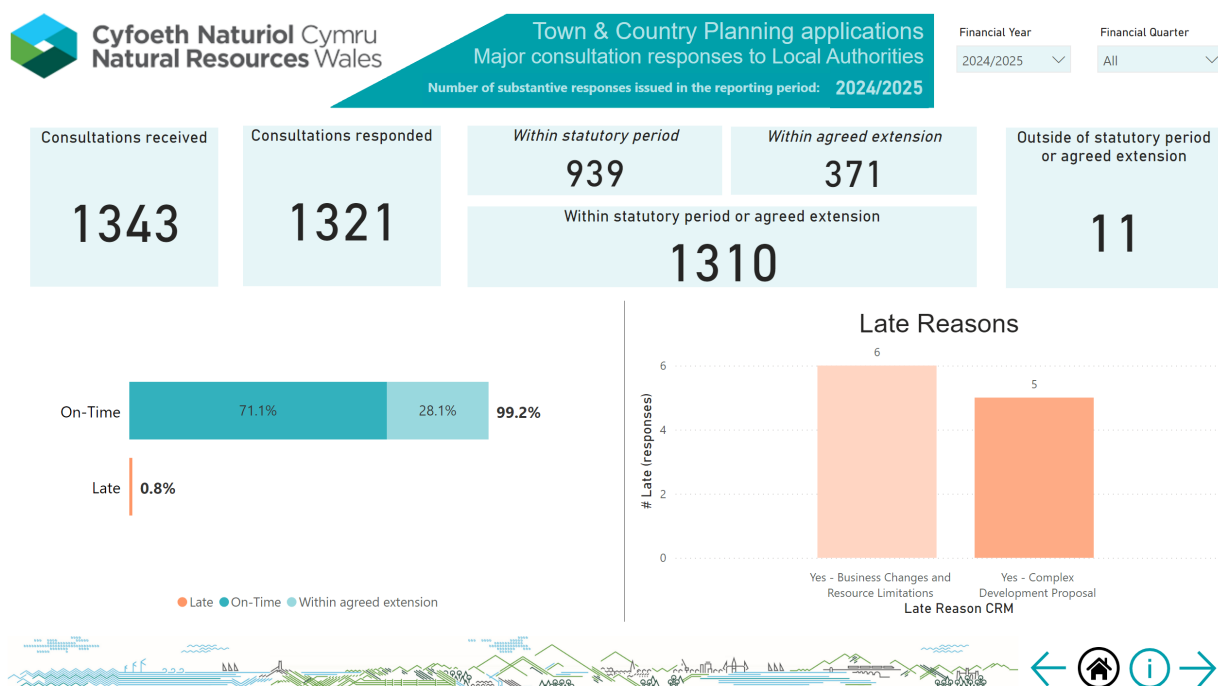 Cyfoeth Naturiol Cymru
Natural Resources Wales
Town & Country Planning applications
Major consultation responses to Local Authorities
Number of substantive responses issued in the reporting period: 2024/2025
Financial Year
2024/2025
Financial Quarter
All
Consultations received
1343
Consultations responded
1321
Within statutory period
939
Within agreed extension
371
Within statutory period or agreed extension
1310
Outside of statutory period
or agreed extension
11
On-Time
71.1%
28.1%
99.2%
Late
0.8%
Late On-Time Within agreed extension
Late Reasons
# Late (responses)
6
4
2
0
6
5
Yes - Business Changes and
Resource Limitations
Yes - Complex
Development Proposal
Late Reason CRM
i